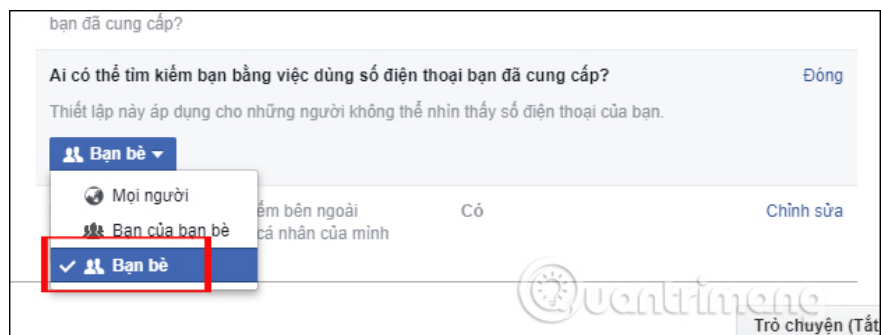 bạn đã cung cấp?
Ai có thể tìm kiếm bạn bằng việc dùng số điện thoại bạn đã cung cấp?
Đóng
Thiết lập này áp dụng cho những người không thể nhìn thấy số điện thoại của bạn.
Bạn bè
Mọi người
Bạn của bạn bè
Bạn bè
ếm bên ngoài
cá nhân của mình
Có
Chỉnh sửa
Quantrimang
Trò chuyện (Tắt